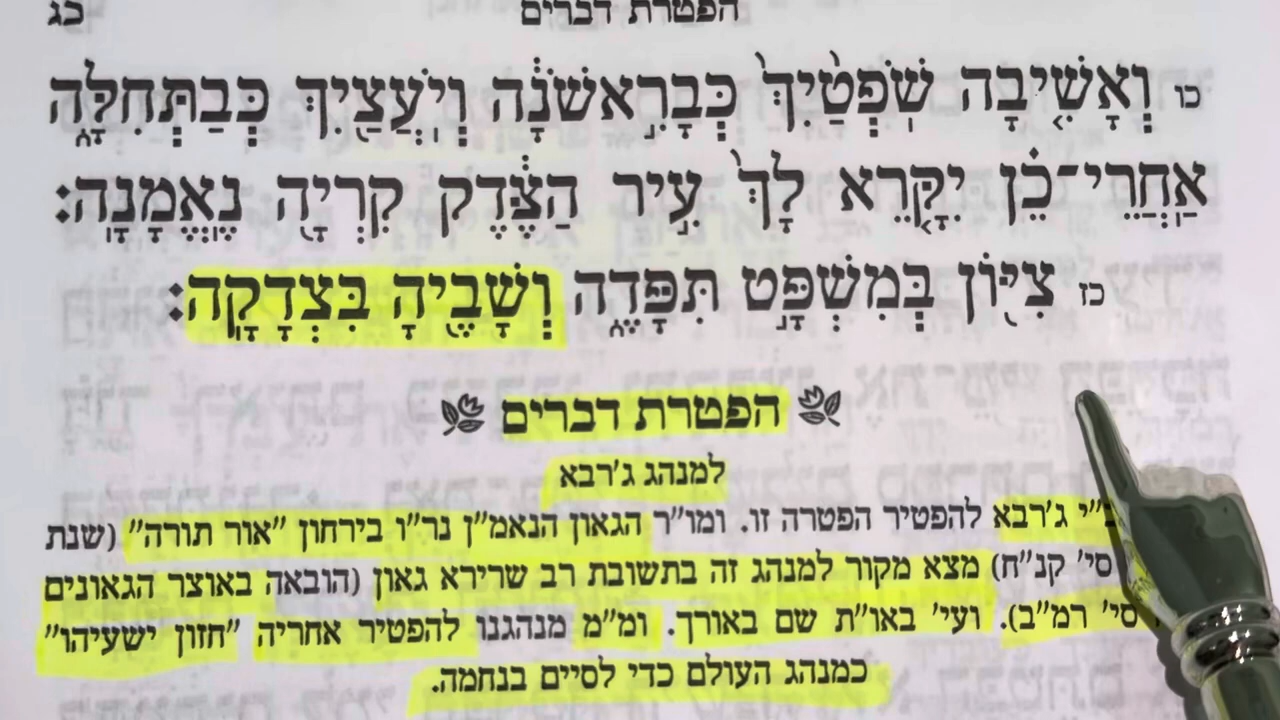 הפטרת דברים כג
כו וְאָשִׁ֤יבָה שֹׁפְטַ֙יִךְ֙ כְּבָרִ֣אשֹׁנָ֔ה וְיֹעֲצַ֖יִךְ כְּבַתְּחִלָּ֑ה
אַחֲרֵי־כֵ֗ן יִקָּ֤רֵא לָךְ֙ עִ֣יר הַצֶּ֔דֶק קִרְיָ֖ה נֶאֱמָנָֽה׃
כז צִיּ֖וֹן בְּמִשְׁפָּ֣ט תִּפָּדֶ֑ה וְשָׁבֶ֖יהָ בִּצְדָקָֽה׃
הפטרת דברים
למנהג ג'רבא
ג'רבא להפטיר הפטרה זו. ומו"ר הגאון הנאמ"ן נר"ו בירחון "אור תורה" (שנת
סי' קנ"ח) מצא מקור למנהג זה בתשובת רב שרירא גאון (הובאה באוצר הגאונים
סי' רמ"ב). ועי' באו"ת שם באורך. ומ"מ מנהגנו להפטיר אחריה "חזון ישעיהו"
כמנהג העולם כדי לסיים בנחמה.